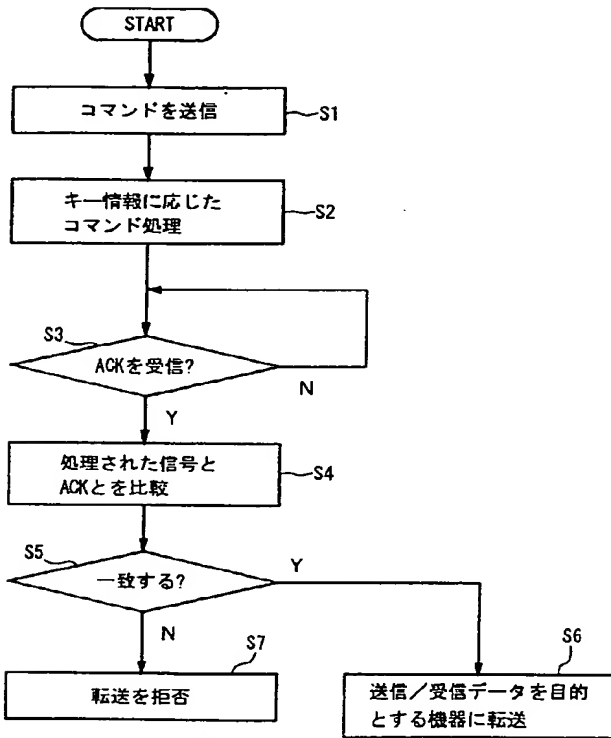 START
コマンドを送信
S1
キー情報に応じた
コマンド処理
S2
S3
ACKを受信?
N
Y
処理された信号と
ACKとを比較
S4
S5
一致する?
Y
N
S7
転送を拒否
S6
送信/受信データを目的
とする機器に転送